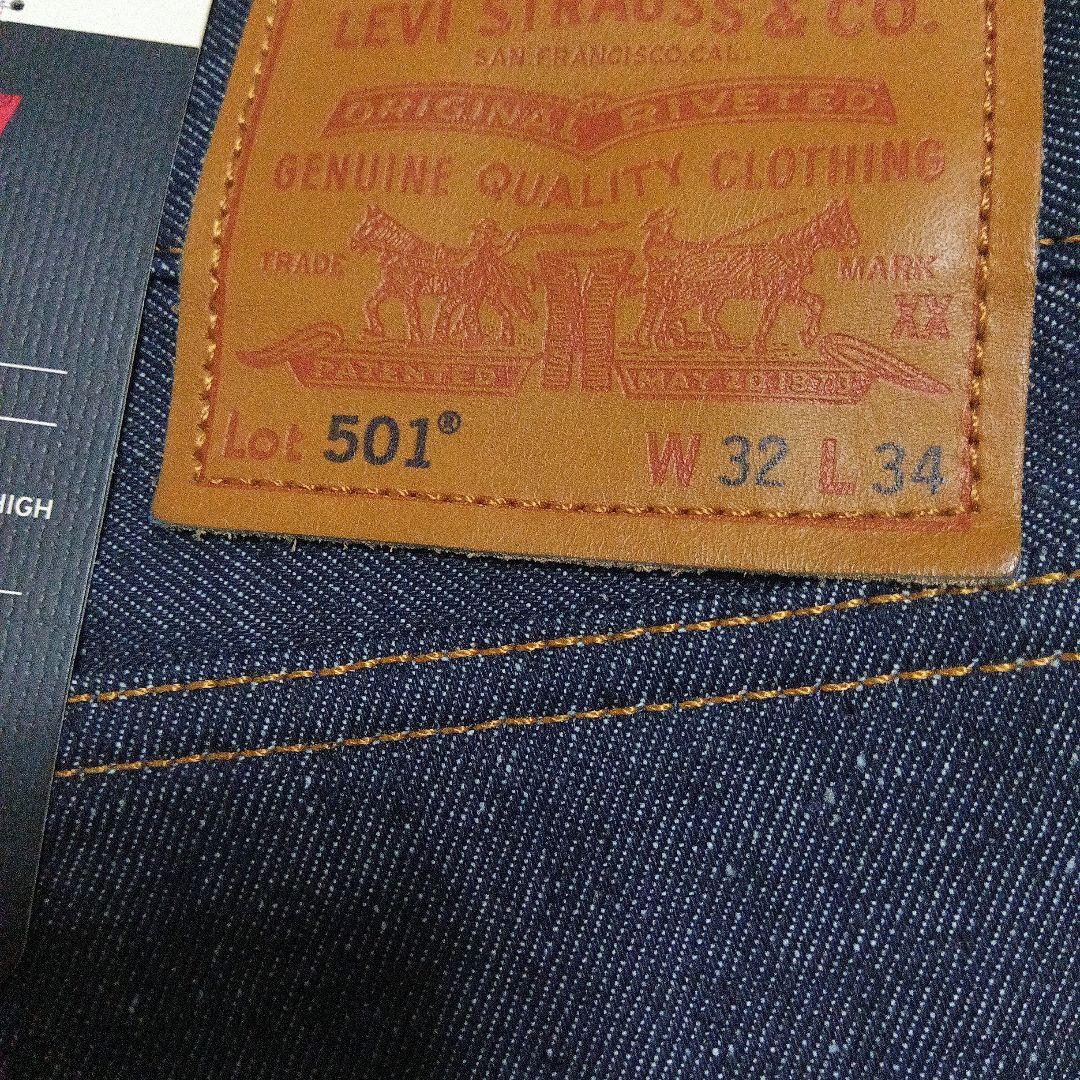 LEVI STRAUSS & CO.
SAN FRANCISCO, CAL.
ORIGINAL RIVETED
GENUINE QUALITY CLOTHING
TRADE MARK
XX
PATENTED MAY 20 1873
Lot 501® W 32 L 34
HIGH